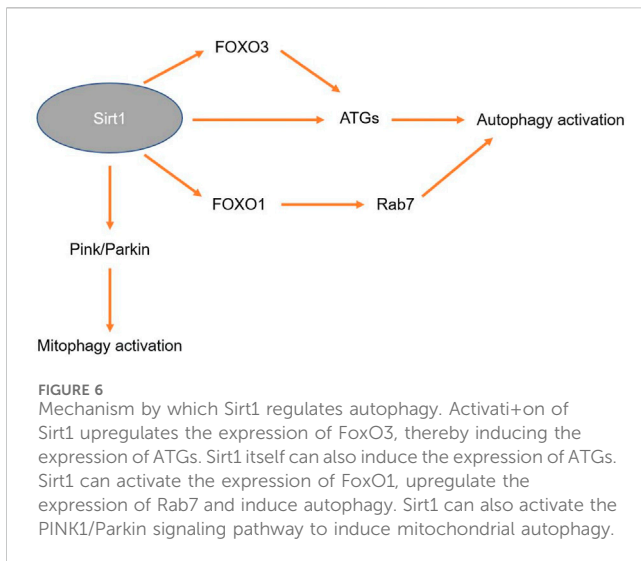 FOXO3
Sirt1
ATGs
Autophagy activation
FOXO1
Rab7
Pink/Parkin
Mitophagy activation
FIGURE 6
Mechanism by which Sirt1 regulates autophagy. Activati+on of
Sirt1 upregulates the expression of FoxO3, thereby inducing the
expression of ATGs. Sirt1 itself can also induce the expression of ATGs.
Sirt1 can activate the expression of FoxO1, upregulate the
expression of Rab7 and induce autophagy. Sirt1 can also activate the
PINK1/Parkin signaling pathway to induce mitochondrial autophagy.